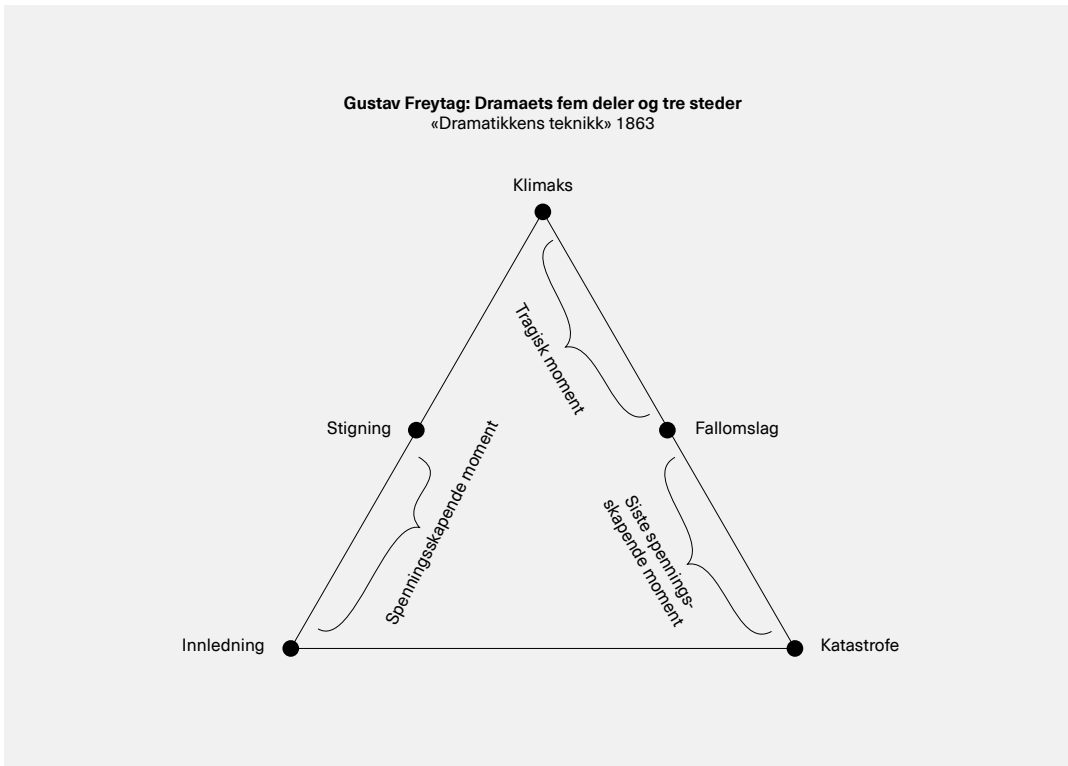 Gustav Freytag: Dramaets fem deler og tre steder
«Dramatikkens teknikk» 1863
Klimaks
Tragisk moment
Stigning
Fallomslag
Spenningsskapende moment
Siste spennings-
skapende moment
Innledning
Katastrofe